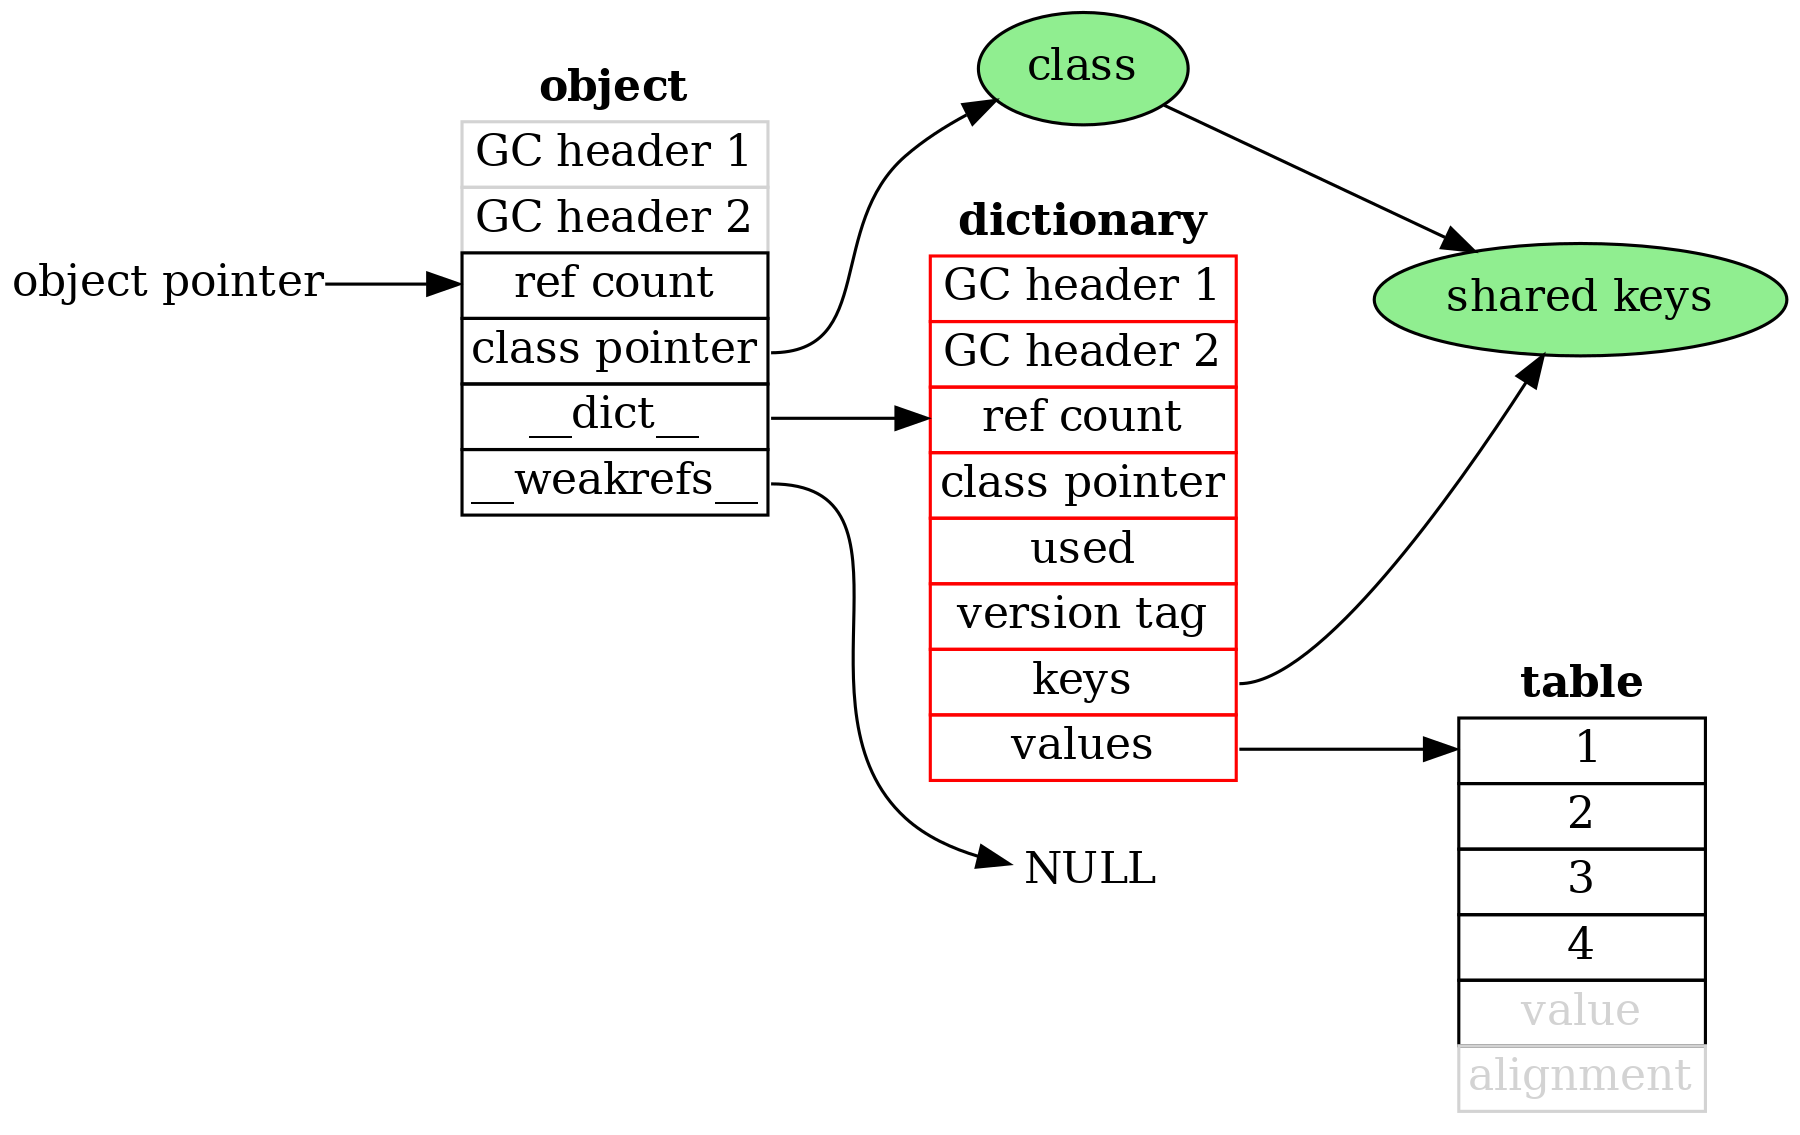 object pointer
object
GC header 1
GC header 2
ref count
class pointer
__dict__
__weakrefs__
class
dictionary
GC header 1
GC header 2
ref count
class pointer
used
version tag
keys
values
NULL
shared keys
table
1
2
3
4
value
alignment